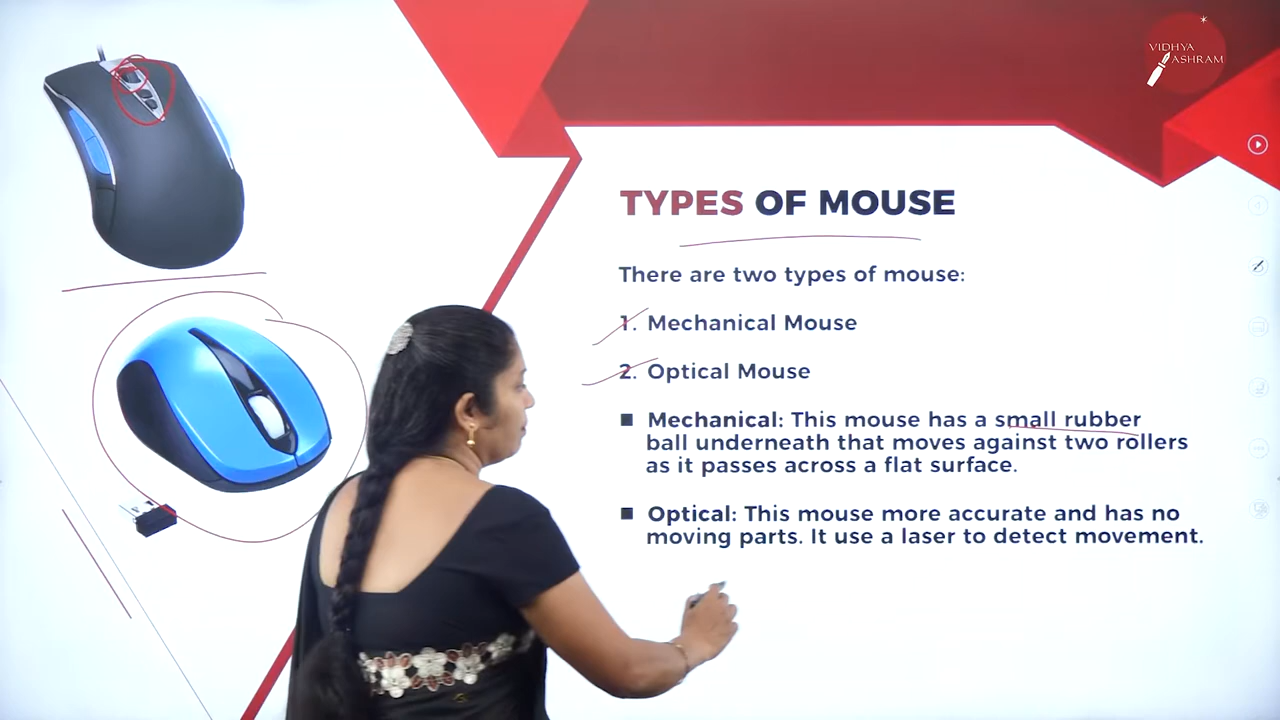 VIDHYA
ASHRAM
TYPES OF MOUSE
There are two types of mouse:
1. Mechanical Mouse
2. Optical Mouse
■ Mechanical: This mouse has a small rubber
ball underneath that moves against two rollers
as it passes across a flat surface.
■ Optical: This mouse more accurate and has no
moving parts. It use a laser to detect movement.